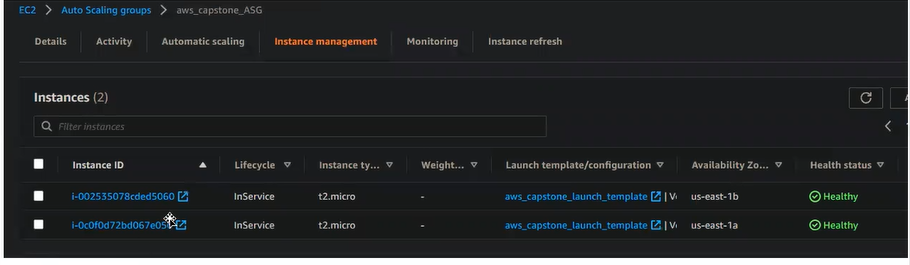 EC2 > Auto Scaling groups > aws_capstone_ASG
Details Activity Automatic scaling Instance management Monitoring Instance refresh
Instances (2)
Filter instances
Instance ID Lifecycle Instance ty... Weight... Launch template/configuration Availability Zo... Health status
i-002535078cded5060 InService t2.micro - aws_capstone_launch_template | V us-east-1b Healthy
InService t2.micro - aws_capstone_launch_template | V us-east-1a Healthy